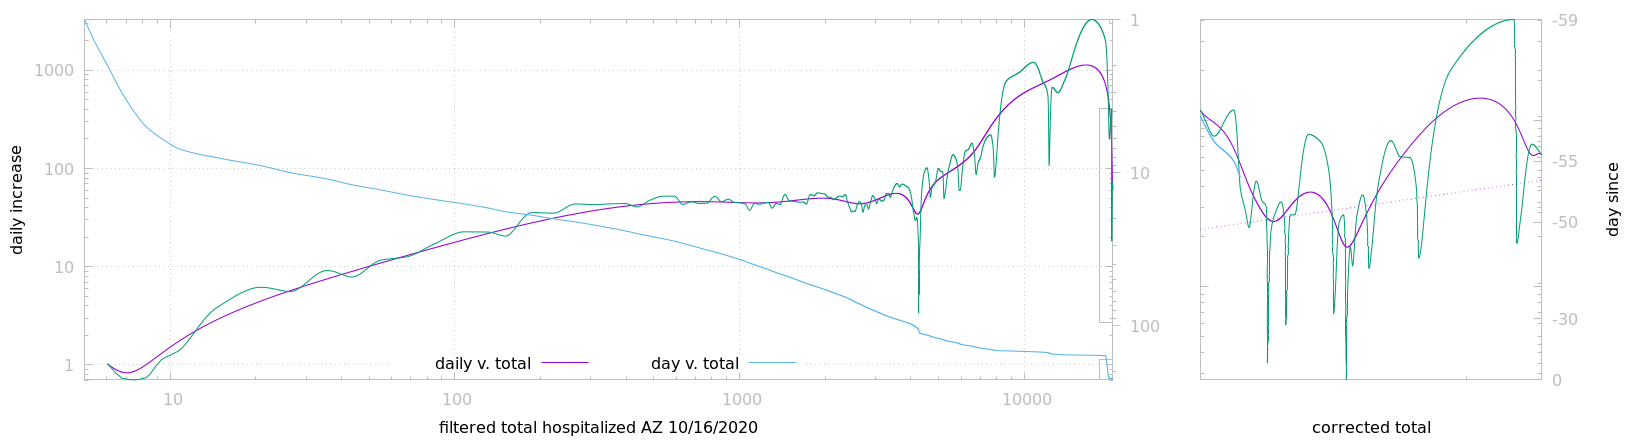 1000
100
10
1
daily increase
daily v. total
day v. total
10
100
1000
10000
filtered total hospitalized AZ 10/16/2020
1
10
100
-59
-55
-50
-30
0
day since
corrected total